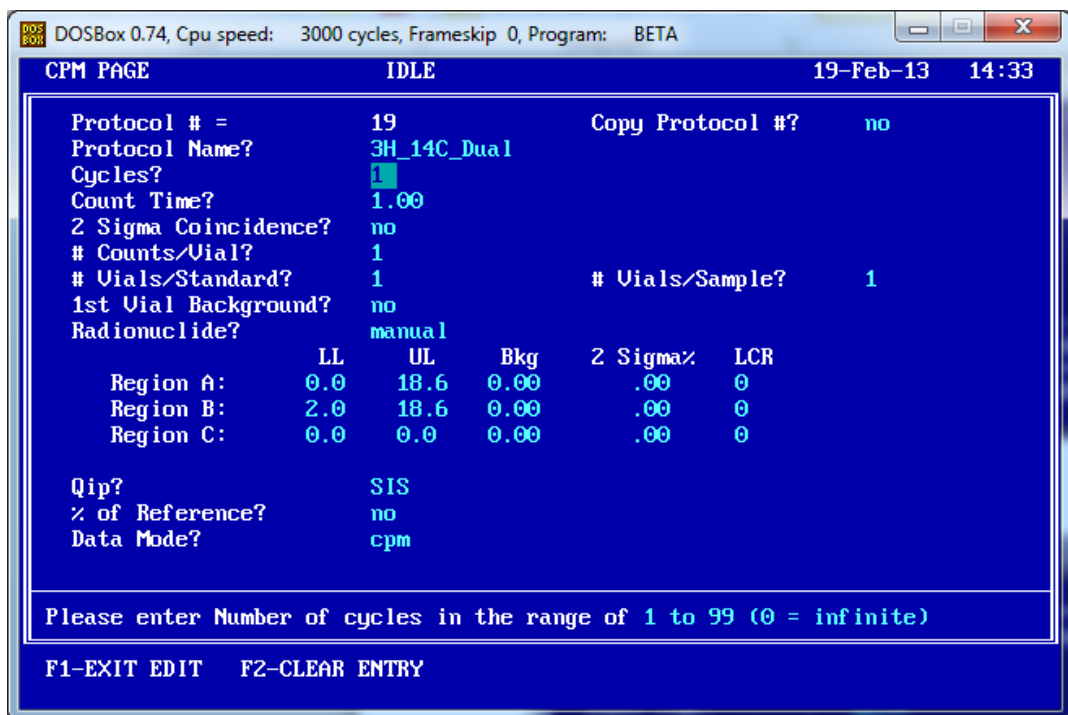 DOSBox 0.74, Cpu speed: 3000 cycles, Frameskip 0, Program: BETA
CPM PAGE IDLE 19-Feb-13 14:33
Protocol # = 19 Copy Protocol #? no
Protocol Name? 3H_14C_Dual
Cycles? 1
Count Time? 1.00
2 Sigma Coincidence? no
# Counts/Vial? 1
# Vials/Standard? 1 # Vials/Sample? 1
1st Vial Background? no
Radionuclide? manual
LL UL Bkg 2 Sigma% LCR
Region A: 0.0 18.6 0.00 .00 0
Region B: 2.0 18.6 0.00 .00 0
Region C: 0.0 0.0 0.00 .00 0
Qip? SIS
% of Reference? no
Data Mode? cpm
Please enter Number of cycles in the range of 1 to 99 (0 = infinite)
F1-EXIT EDIT F2-CLEAR ENTRY